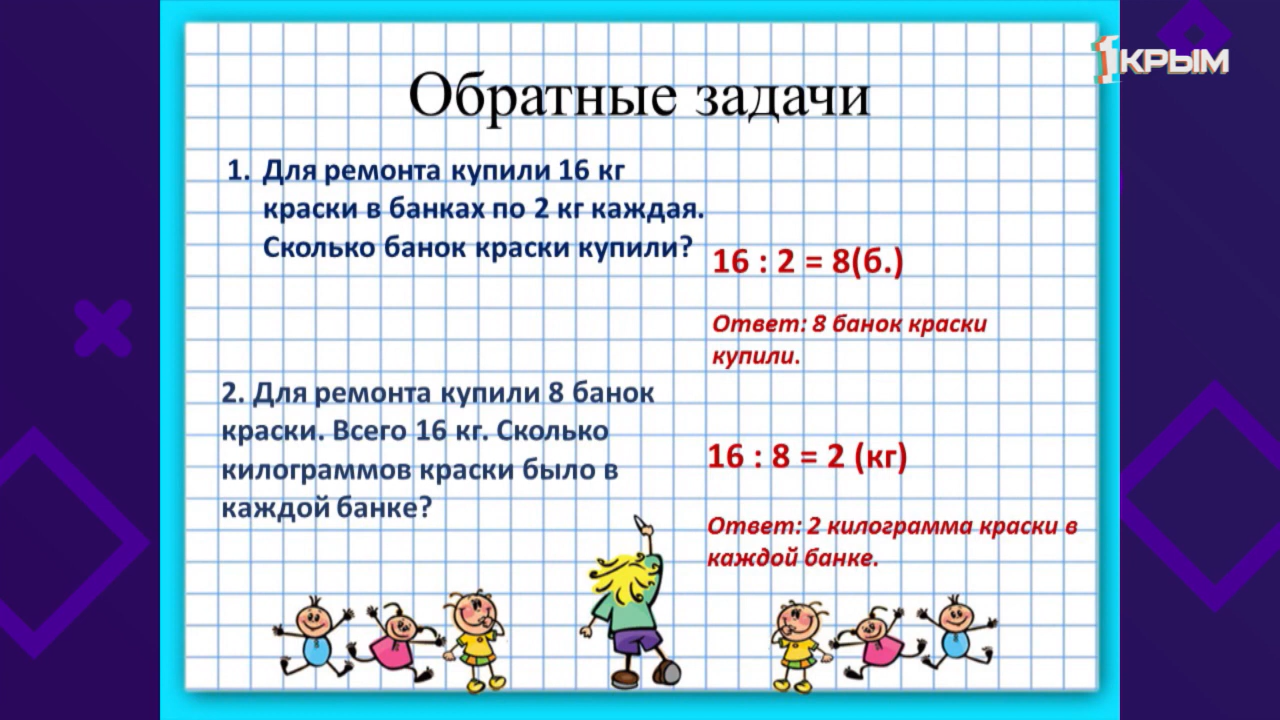 1КРЫМ
Обратные задачи
1. Для ремонта купили 16 кг
краски в банках по 2 кг каждая.
Сколько банок краски купили?
16 : 2 = 8(б.)
Ответ: 8 банок краски
купили.
2. Для ремонта купили 8 банок
краски. Всего 16 кг. Сколько
килограммов краски было в
каждой банке?
16 : 8 = 2 (кг)
Ответ: 2 килограмма краски в
каждой банке.